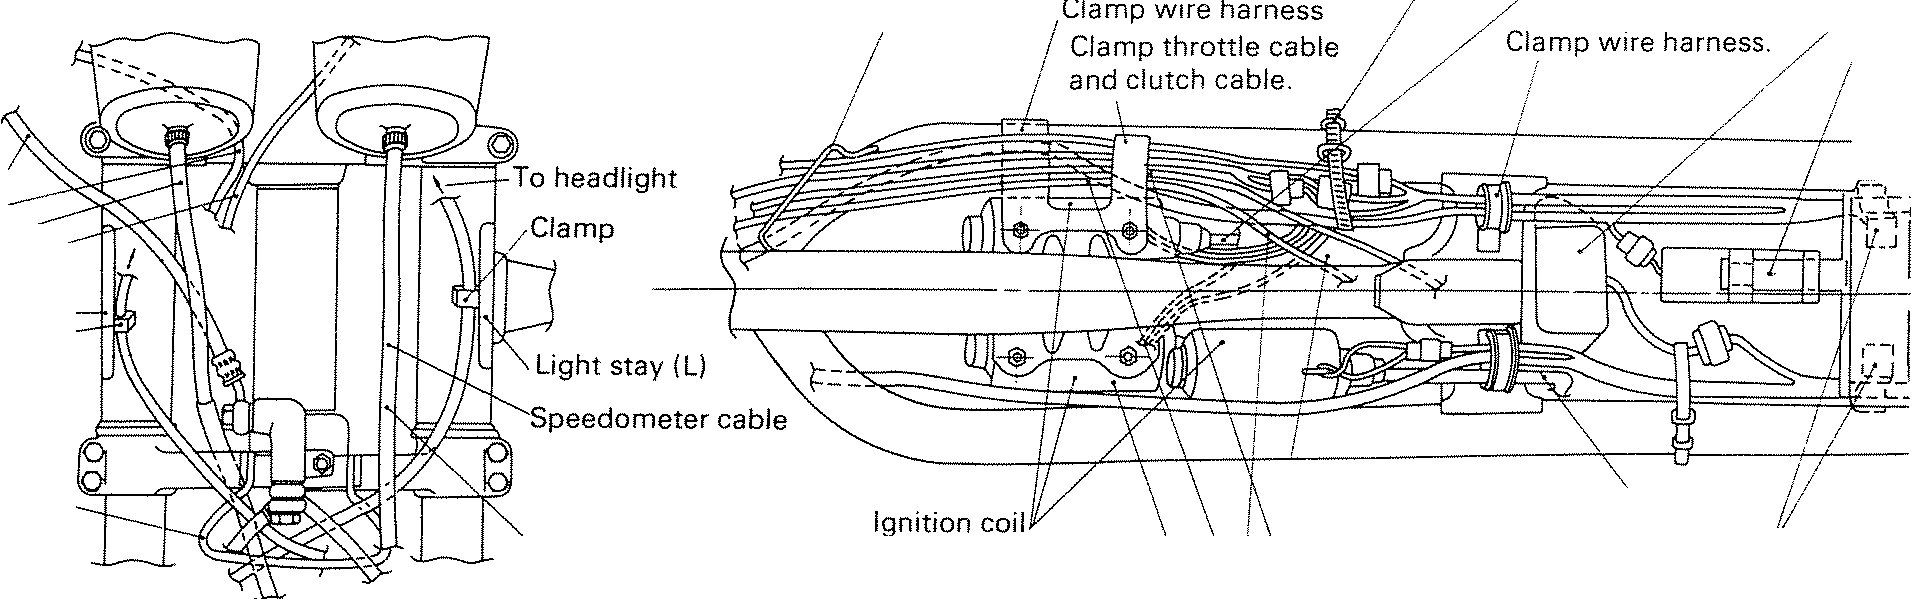 Clamp wire harness
Clamp throttle cable
and clutch cable.
Clamp wire harness.
To headlight
Clamp
Light stay (L)
Speedometer cable
Ignition coil